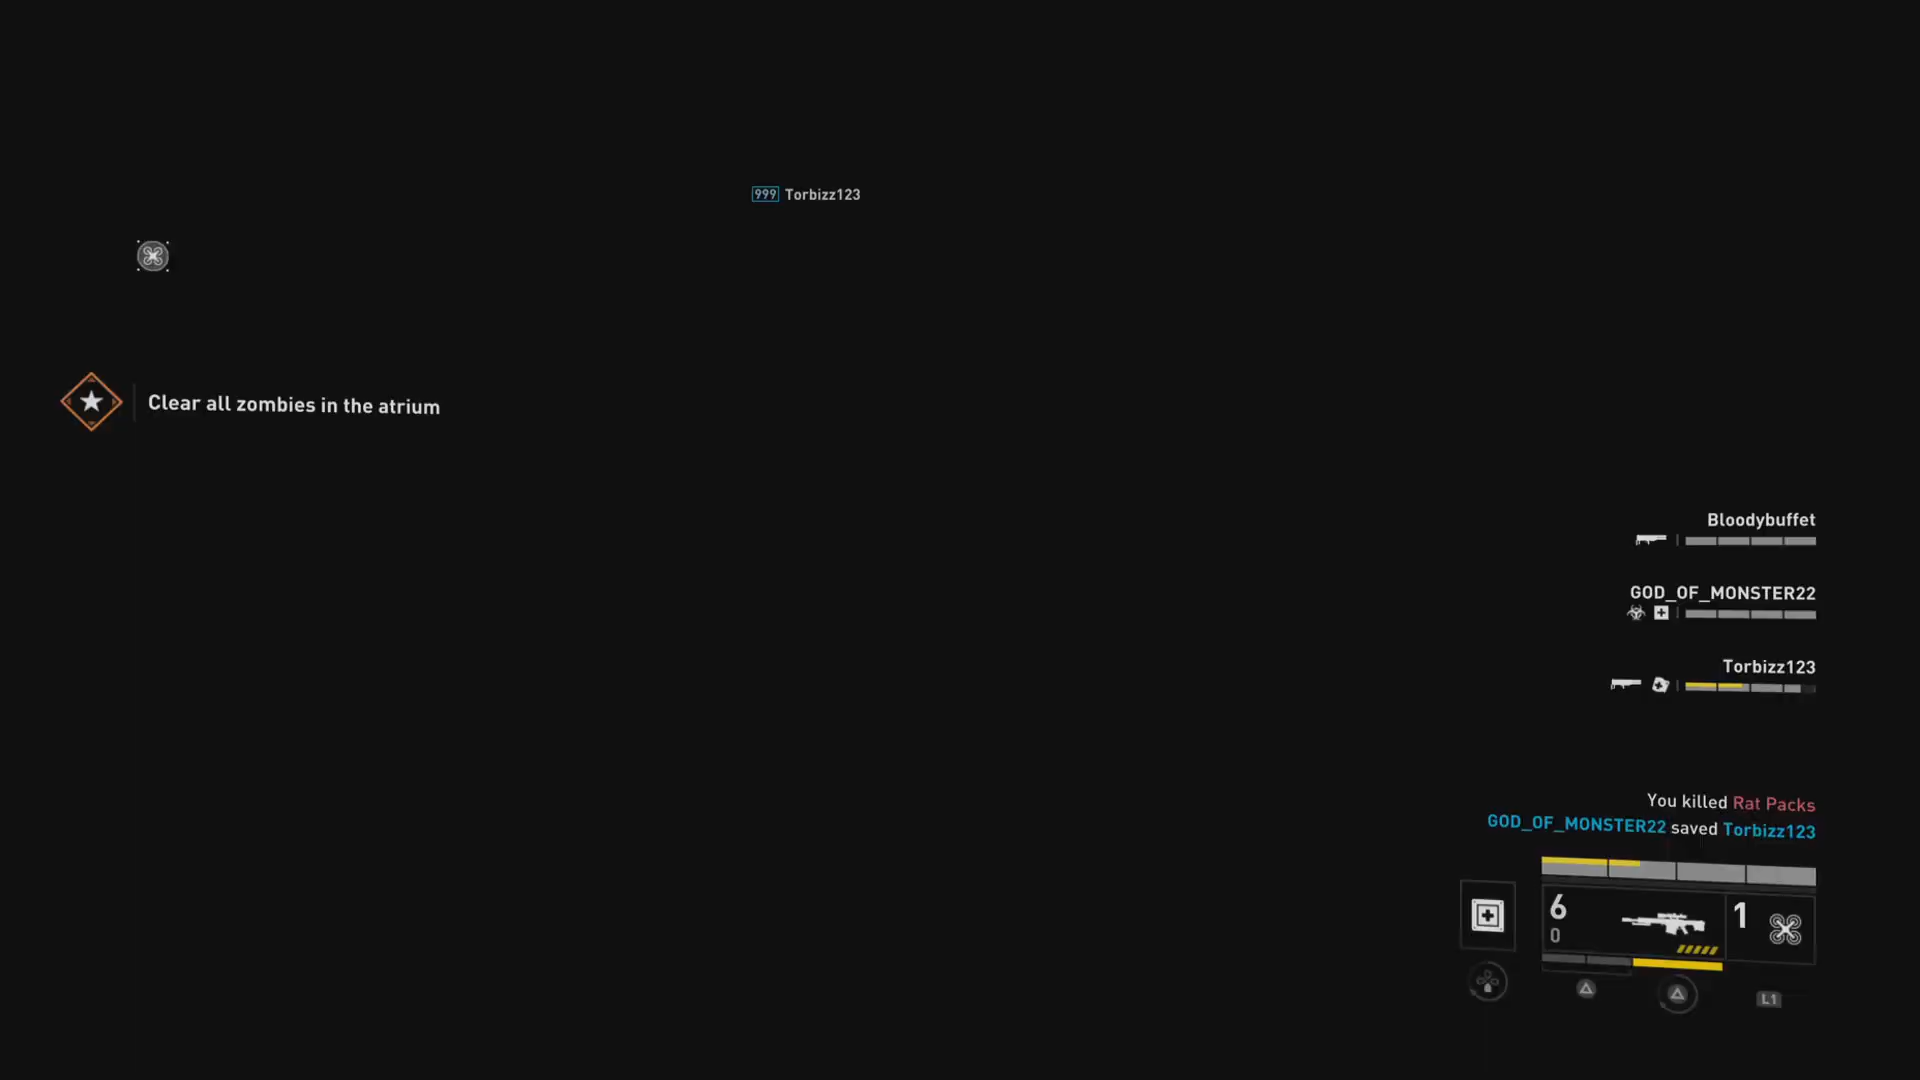 999 Torbizz123
Clear all zombies in the atrium
Bloodybuffet
GOD_OF_MONSTER22
Torbizz123
You killed Rat Packs
GOD_OF_MONSTER22 saved Torbizz123
6
0
1
L1